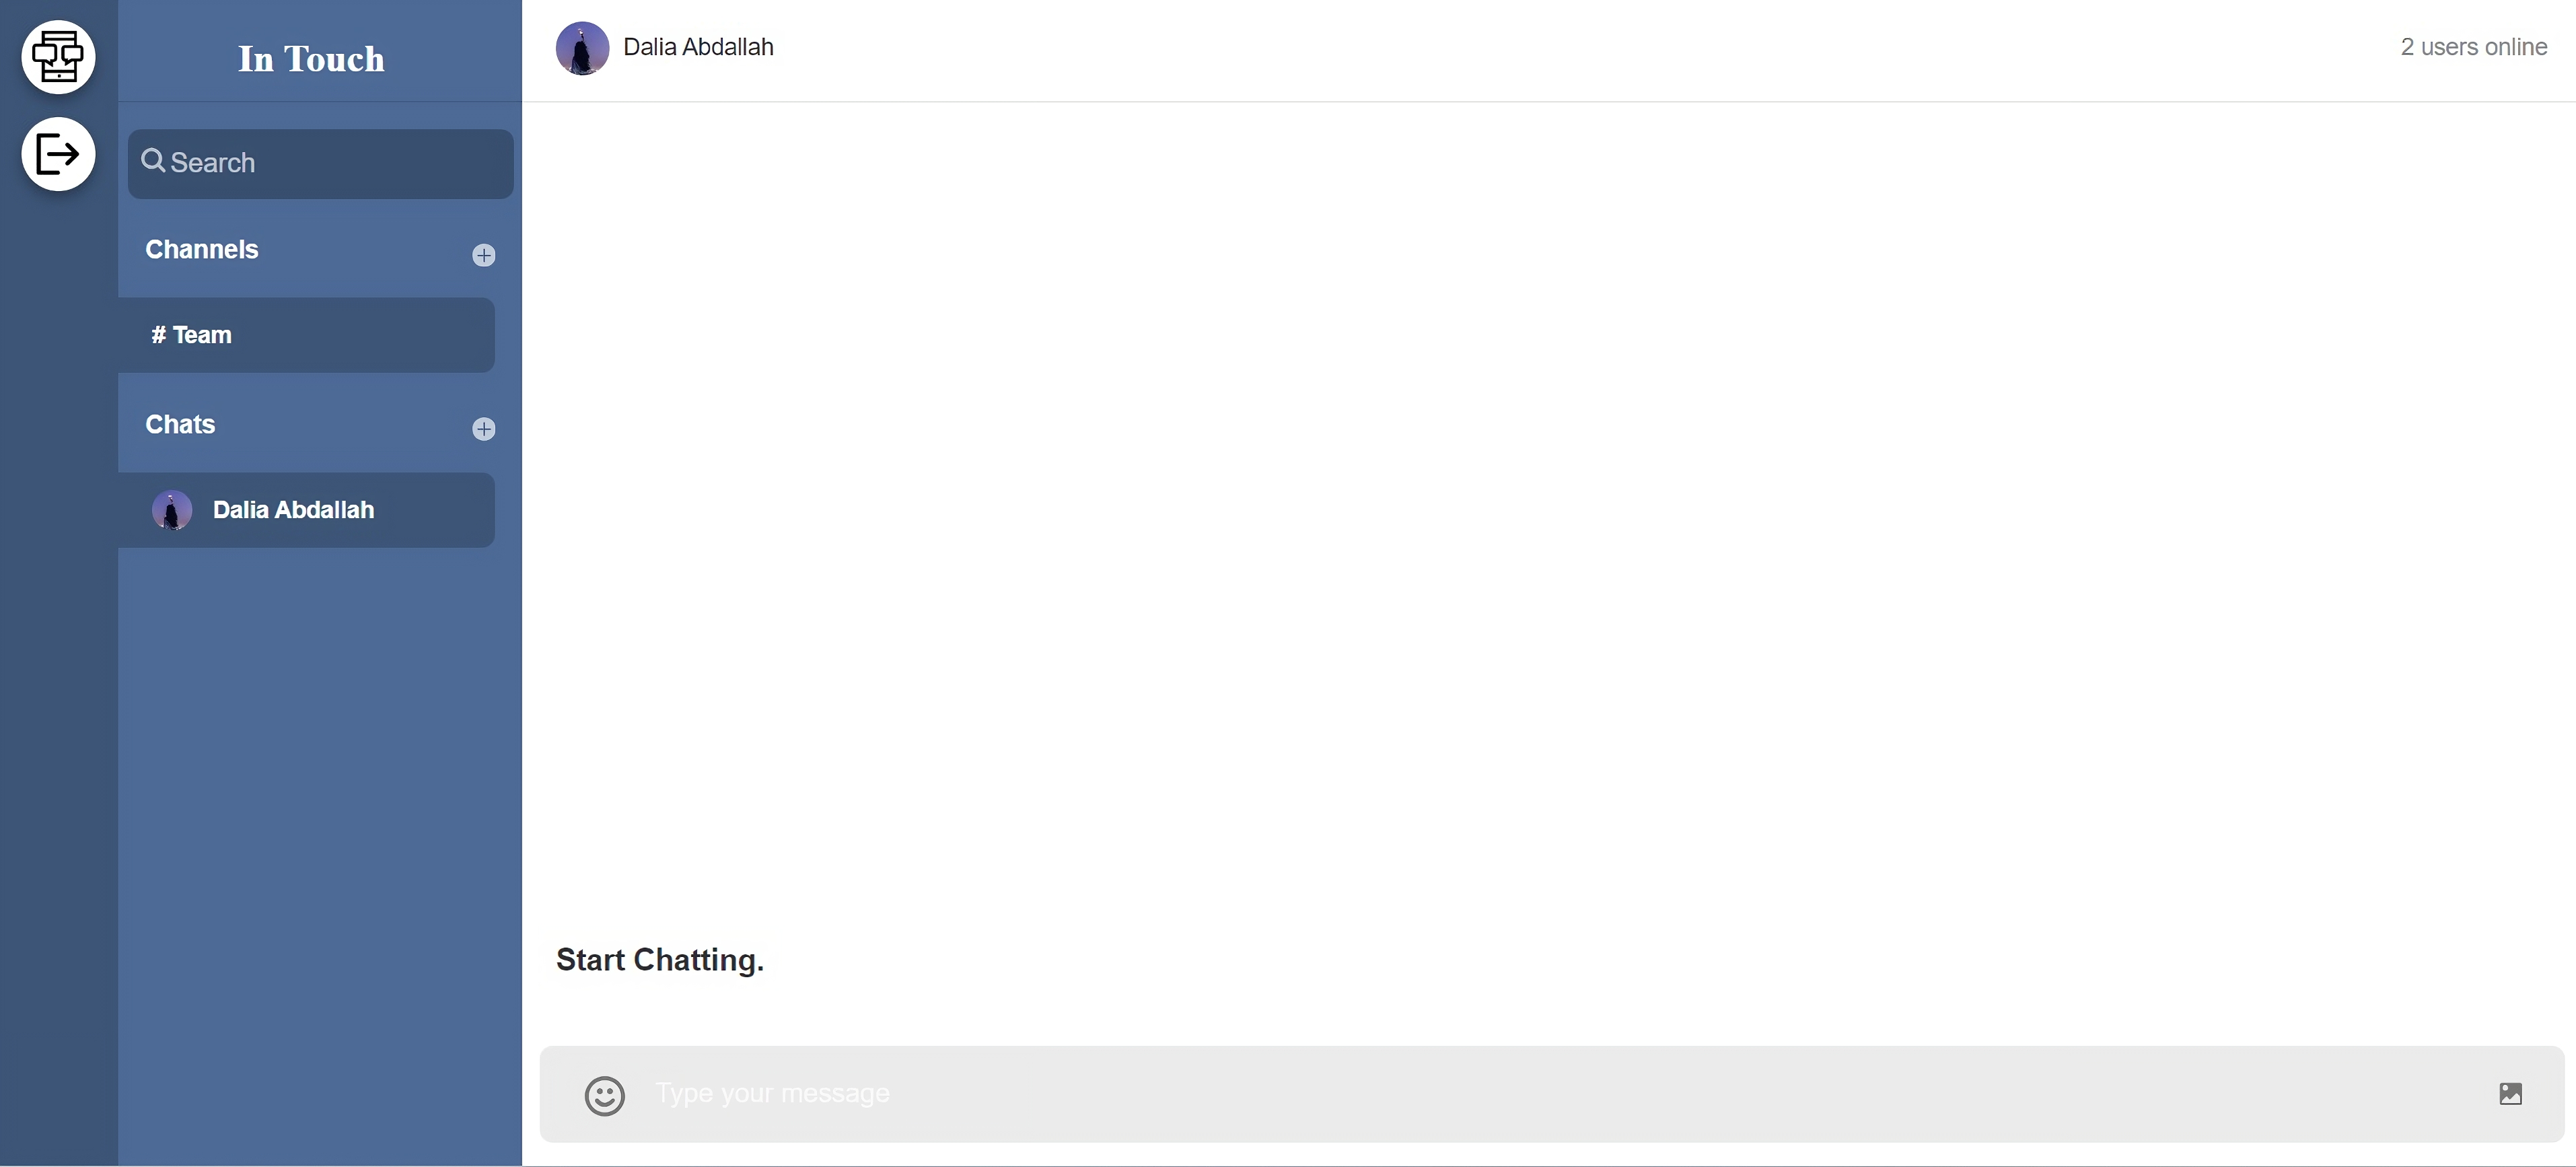 In Touch
Search
Channels
# Team
Chats
Dalia Abdallah
Dalia Abdallah
2 users online
Start Chatting.
Type your message